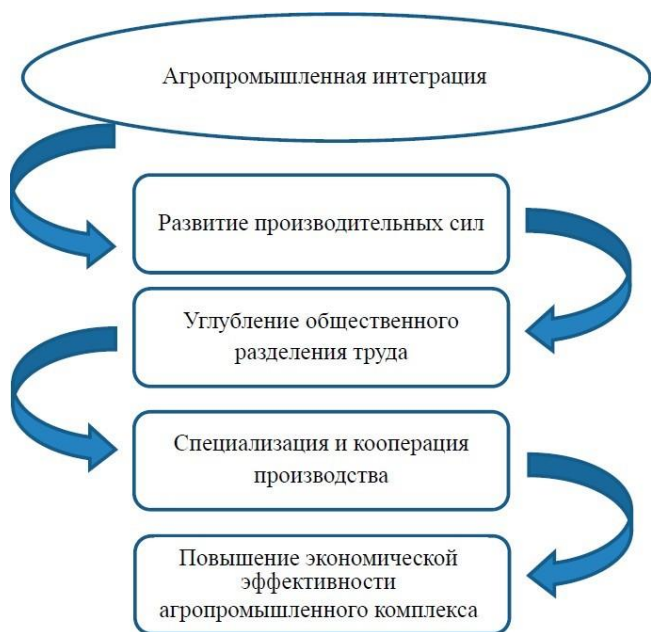 Агропромышленная интеграция
Развитие производительных сил
Углубление общественного
разделения труда
Специализация и кооперация
производства
Повышение экономической
эффективности
агропромышленного комплекса